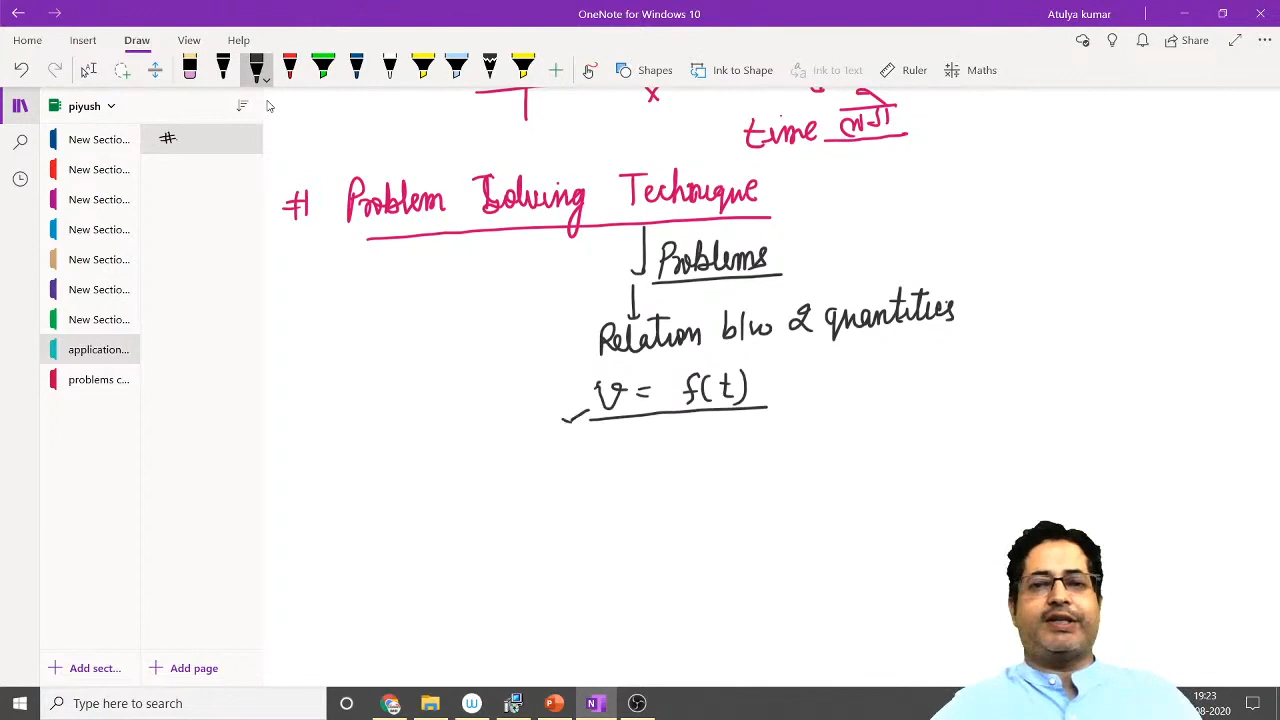 OneNote for Windows 10
Atulya kumar
Home Insert Draw View Help
Share
Shapes Ink to Shape Ink to Text Ruler Maths
piyush
#
New Sectio...
New Sectio...
New Sectio...
New Sectio...
New Sectio...
New Sectio...
New Sectio...
application...
problems c...
x
time
# Problem Solving Technique
Problems
Relation b/w 2 quantities
v = f(t)
Add sect...
Add page
Type here to search
19:23
08-2020